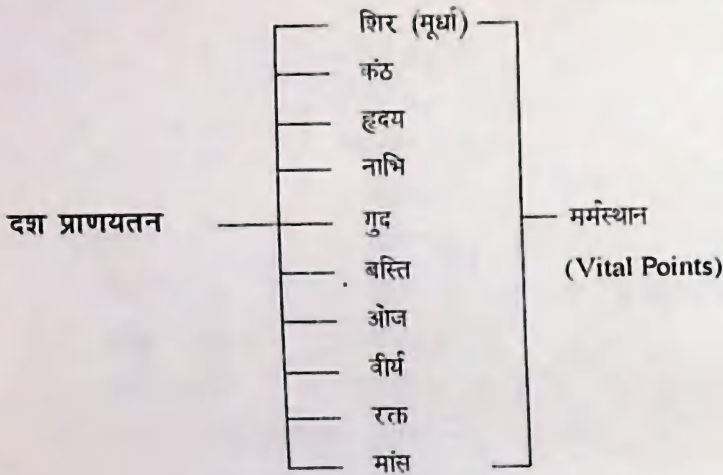 शिर (मूर्धा)
कंठ
हृदय
नाभि
दश प्राणयतन
गुद
मर्मस्थान
बस्ति
(Vital Points)
ओज
वीर्य
रक्त
मांस